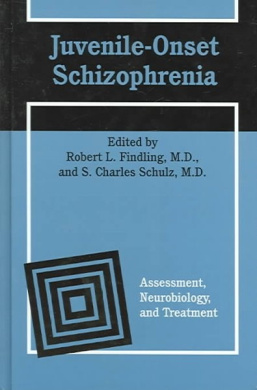 Juvenile-Onset
Schizophrenia
Edited by
Robert L. Findling, M.D.,
and S. Charles Schulz, M.D.
Assessment,
Neurobiology,
and Treatment